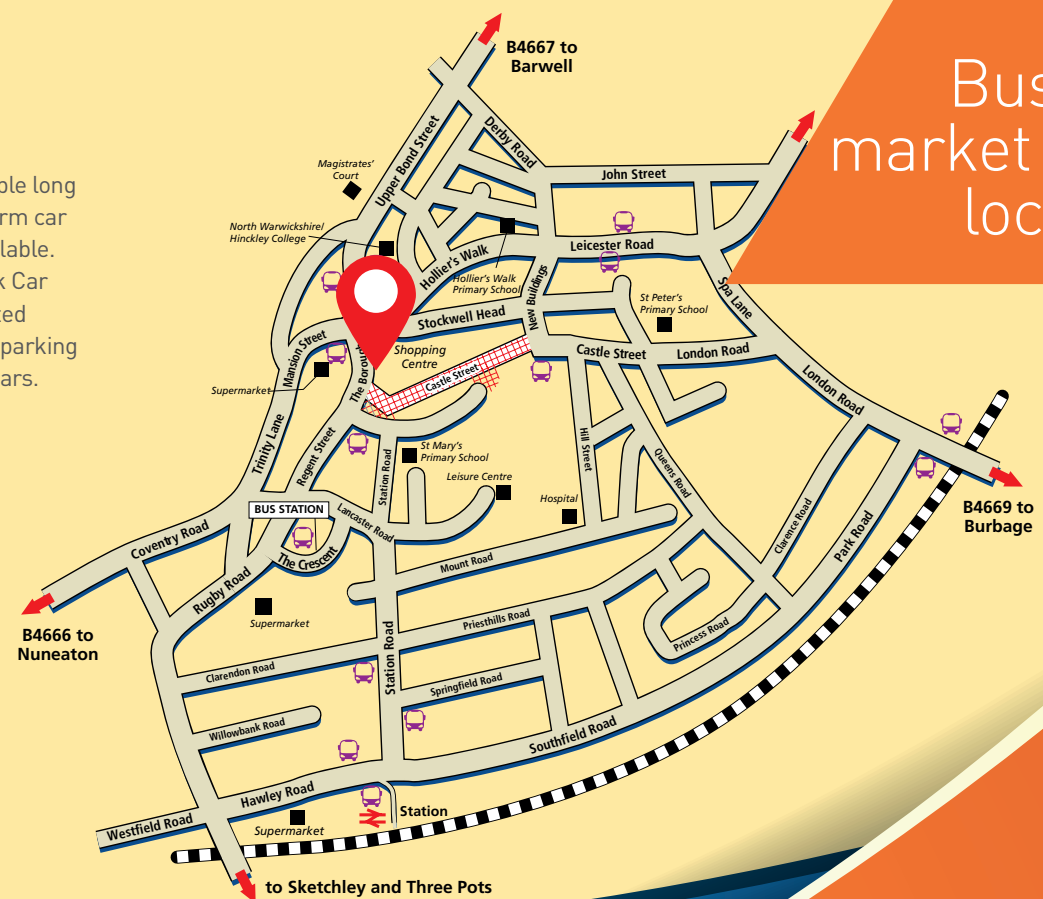 B4667 to
Barwell
Bus
market
loc
ple long
rm car
lable.
k Car
ted
parking
ars.
Derby Road
Upper Bond Street
Magistrates'
Court
John Street
North Warwickshire/
Hinckley College
Leicester Road
Hollier's Walk
Hollier's Walk
Primary School
New Buildings
Spa Lane
St Peter's
Primary School
Stockwell Head
Mansion Street
Shopping
Centre
Castle Street
London Road
Castle Street
Supermarket
London Road
Trinity Lane
Regent Street
Station Road
St Mary's
Primary School
Hill Street
Queens Road
Leisure Centre
Hospital
BUS STATION
Lancaster Road
Clarence Road
Park Road
B4669 to
Burbage
Coventry Road
The Crescent
Mount Road
Rugby Road
Supermarket
B4666 to
Nuneaton
Priesthills Road
Princess Road
Clarendon Road
Station Road
Springfield Road
Willowbank Road
Southfield Road
Hawley Road
Westfield Road
Supermarket
Station
to Sketchley and Three Pots